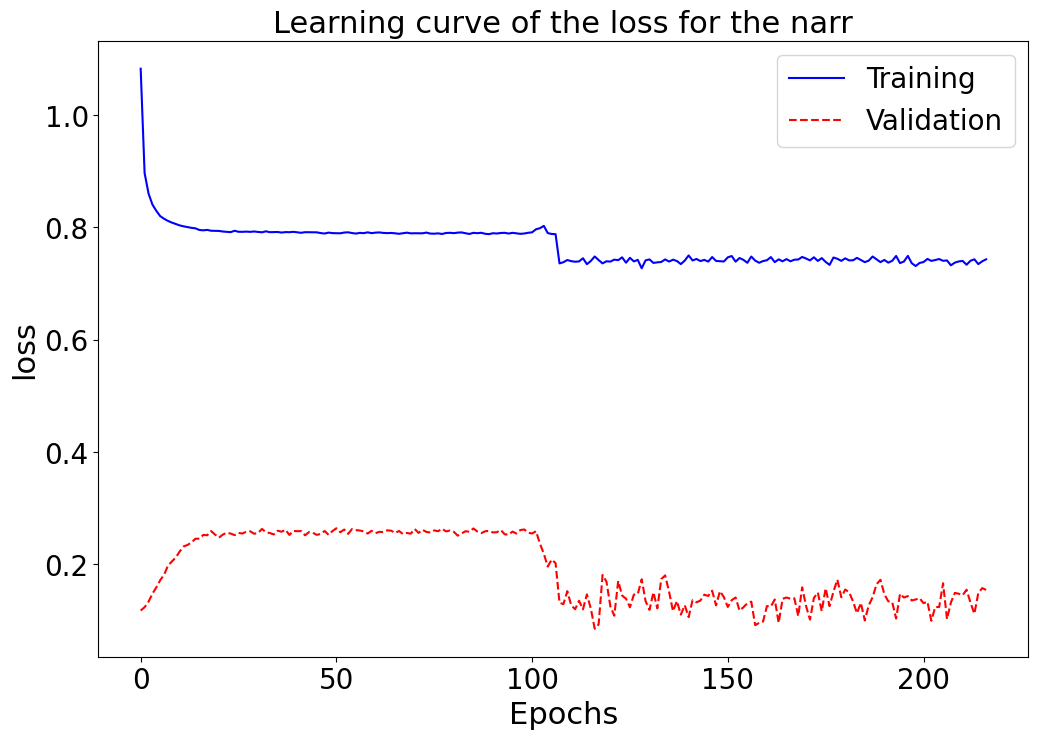 Learning curve of the loss for the narr
Training
Validation
1.0
0.8
0.6
0.4
0.2
loss
0 50 100 150 200
Epochs